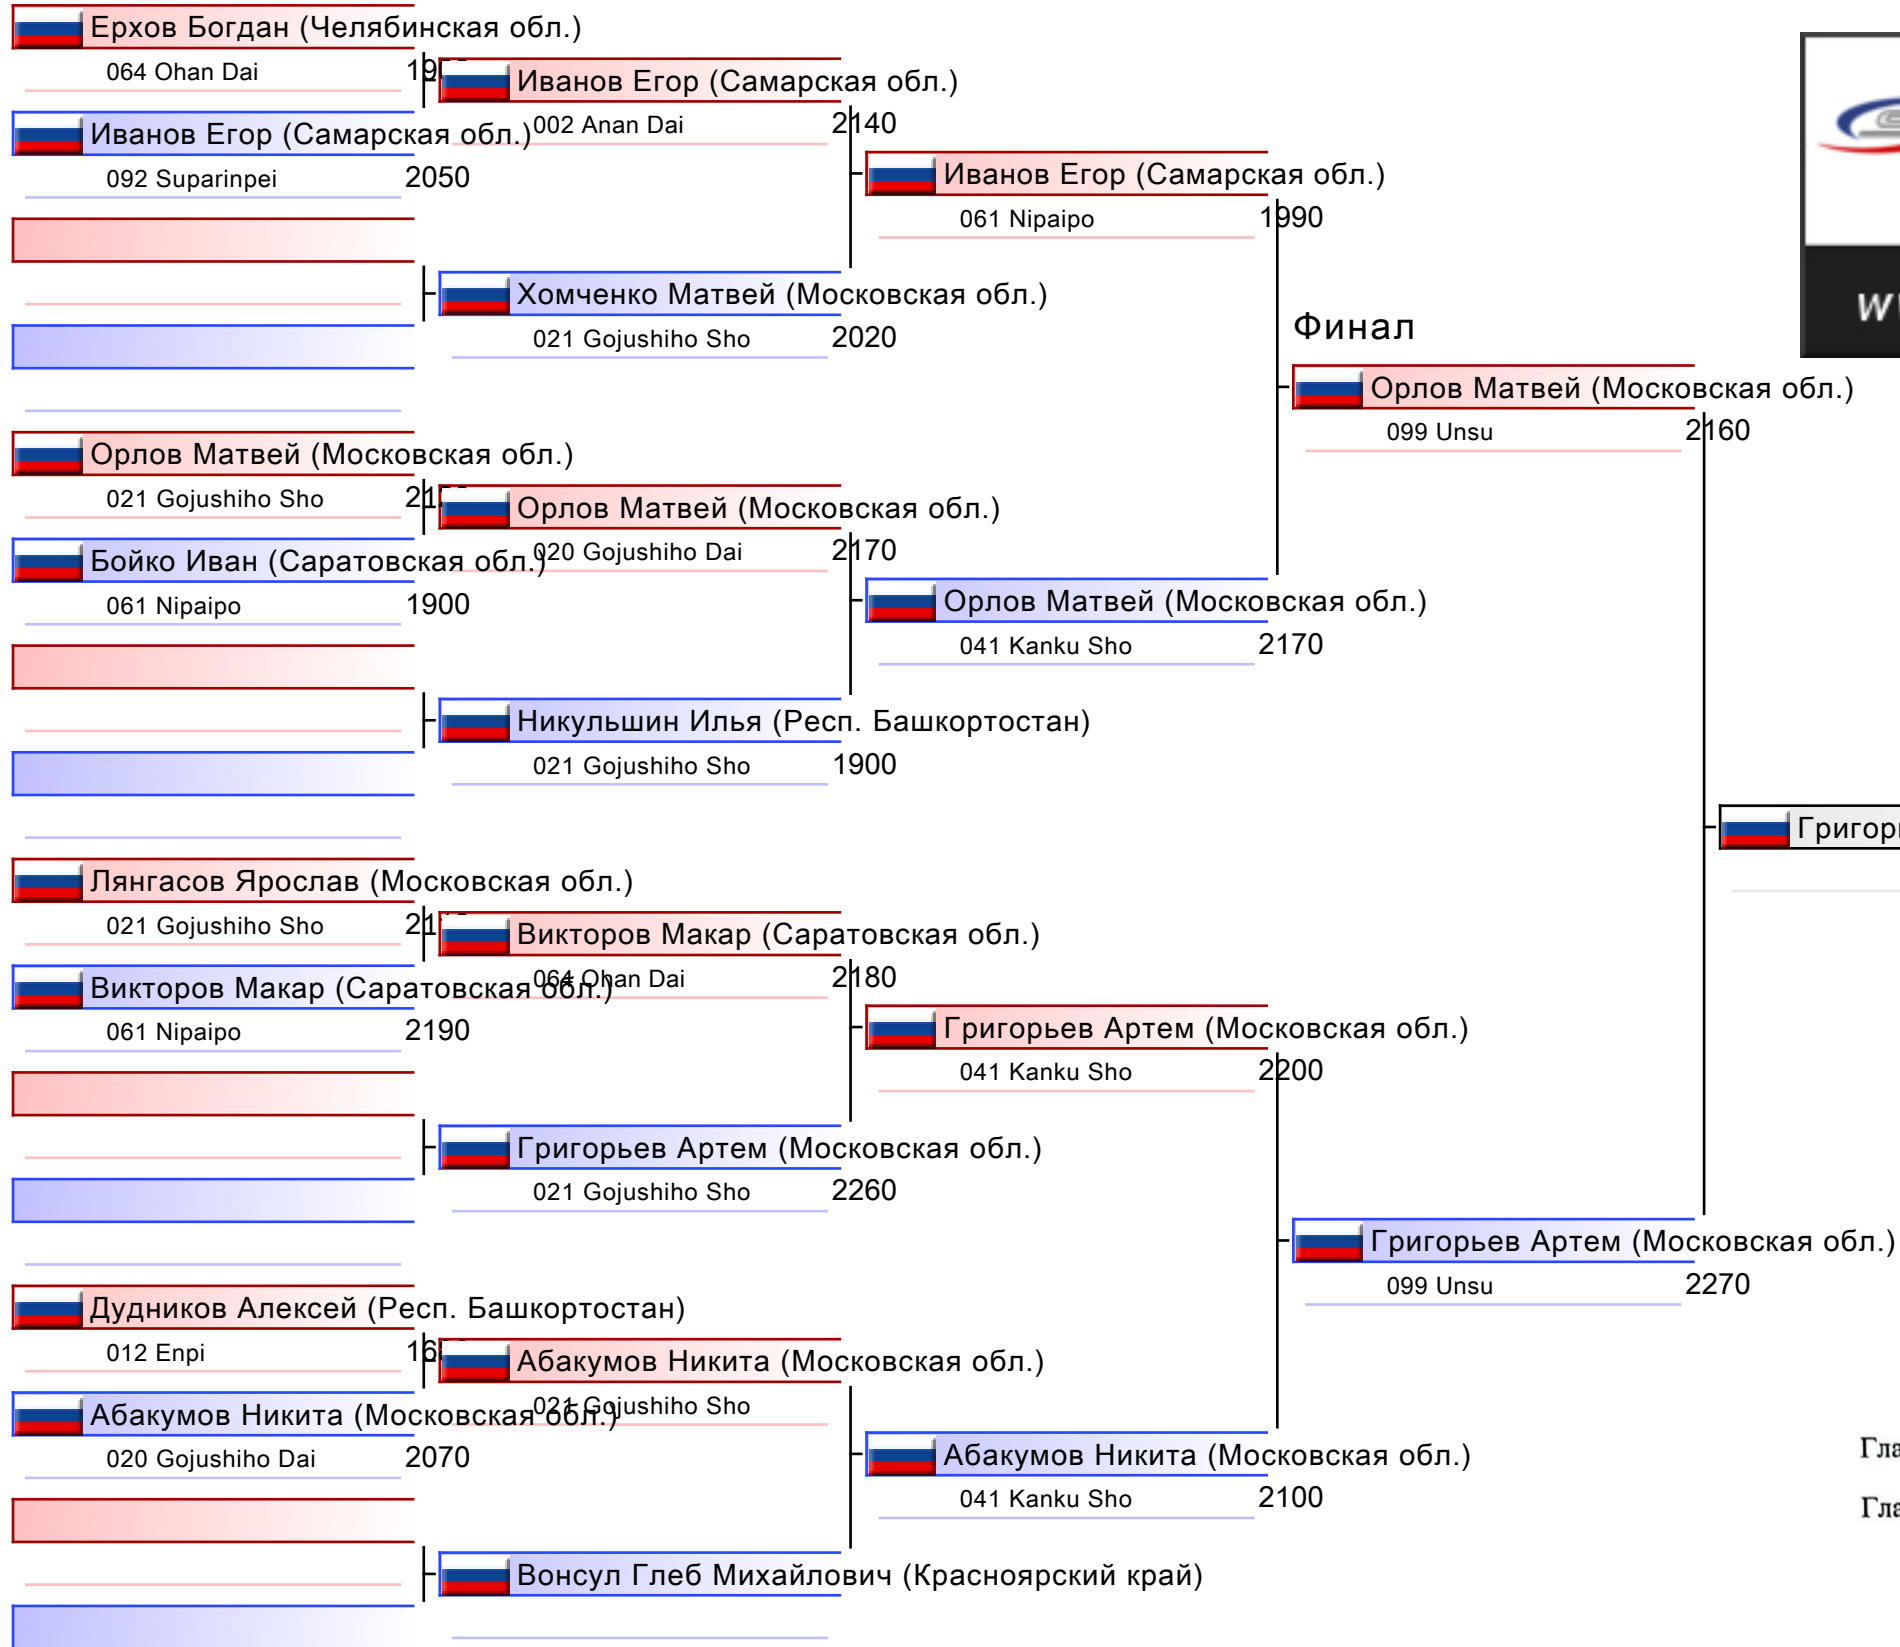 Ерхов Богдан (Челябинская обл.)
064 Ohan Dai
Иванов Егор (Самарская обл.)
092 Suparinpei 2050
Орлов Матвей (Московская обл.)
021 Gojushiho Sho
Бойко Иван (Саратовская обл.)
061 Nipaipo 1900
Лянгасов Ярослав (Московская обл.)
021 Gojushiho Sho
Викторов Макар (Саратовская обл.)
061 Nipaipo 2190
Дудников Алексей (Респ. Башкортостан)
012 Enpi
Абакумов Никита (Московская обл.)
020 Gojushiho Dai 2070
Иванов Егор (Самарская обл.)
002 Anan Dai 2140
Хомченко Матвей (Московская обл.)
021 Gojushiho Sho 2020
Орлов Матвей (Московская обл.)
020 Gojushiho Dai 2170
Никульшин Илья (Респ. Башкортостан)
021 Gojushiho Sho 1900
Викторов Макар (Саратовская обл.)
064 Ohan Dai 2180
Григорьев Артем (Московская обл.)
021 Gojushiho Sho 2260
Абакумов Никита (Московская обл.)
021 Gojushiho Sho
Вонсул Глеб Михайлович (Красноярский край)
Иванов Егор (Самарская обл.)
061 Nipaipo 1990
Орлов Матвей (Московская обл.)
041 Kanku Sho 2170
Григорьев Артем (Московская обл.)
041 Kanku Sho 2200
Абакумов Никита (Московская обл.)
041 Kanku Sho 2100
Финал
Орлов Матвей (Московская обл.)
099 Unsu 2160
Григорьев Артем (Московская обл.)
099 Unsu 2270